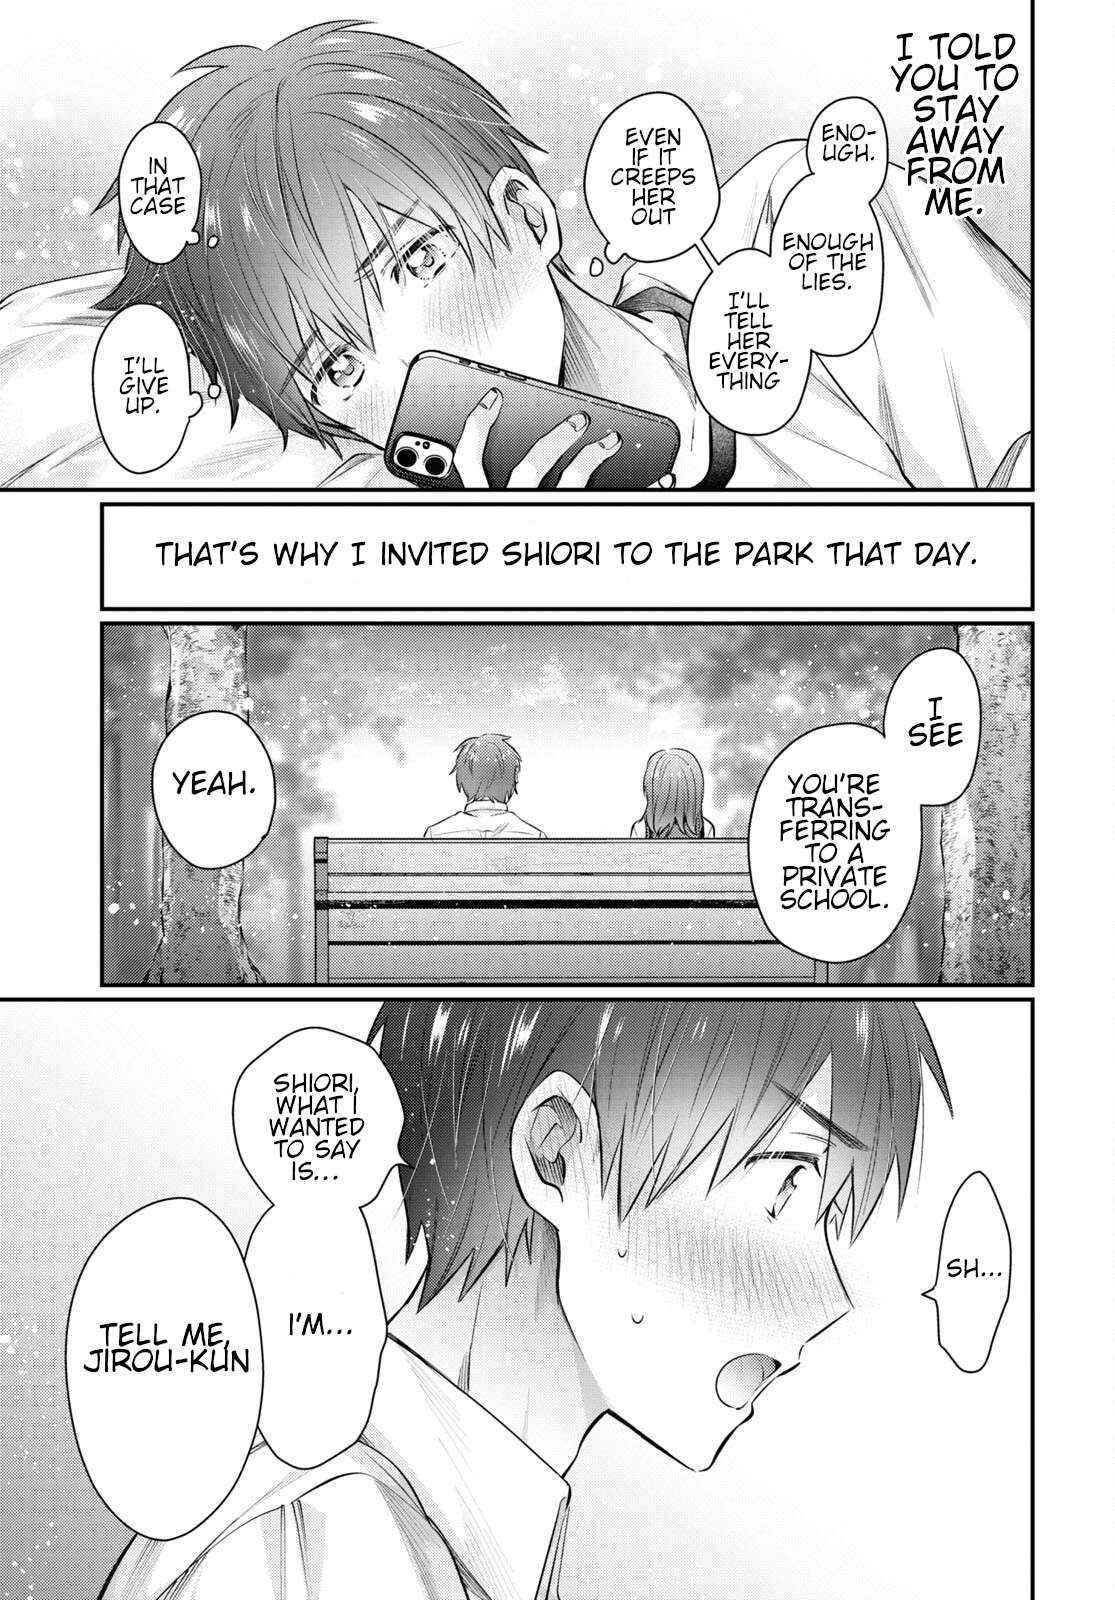 I TOLD
YOU TO
STAY
AWAY
FROM
ME.
ENO-
UGH.
ENOUGH
OF THE
LIES.
I'LL
TELL
HER
EVERY-
THING
EVEN
IF IT
CREEPS
HER
OUT
IN
THAT
CASE
I'LL
GIVE
UP.
THAT'S WHY I INVITED SHIORI TO THE PARK THAT DAY.
I
SEE
YOU'RE
TRANS-
FERRING
TO A
PRIVATE
SCHOOL.
YEAH.
SH...
SHIORI,
WHAT I
WANTED
TO SAY
IS...
I'M...
TELL ME,
JIROU-KUN